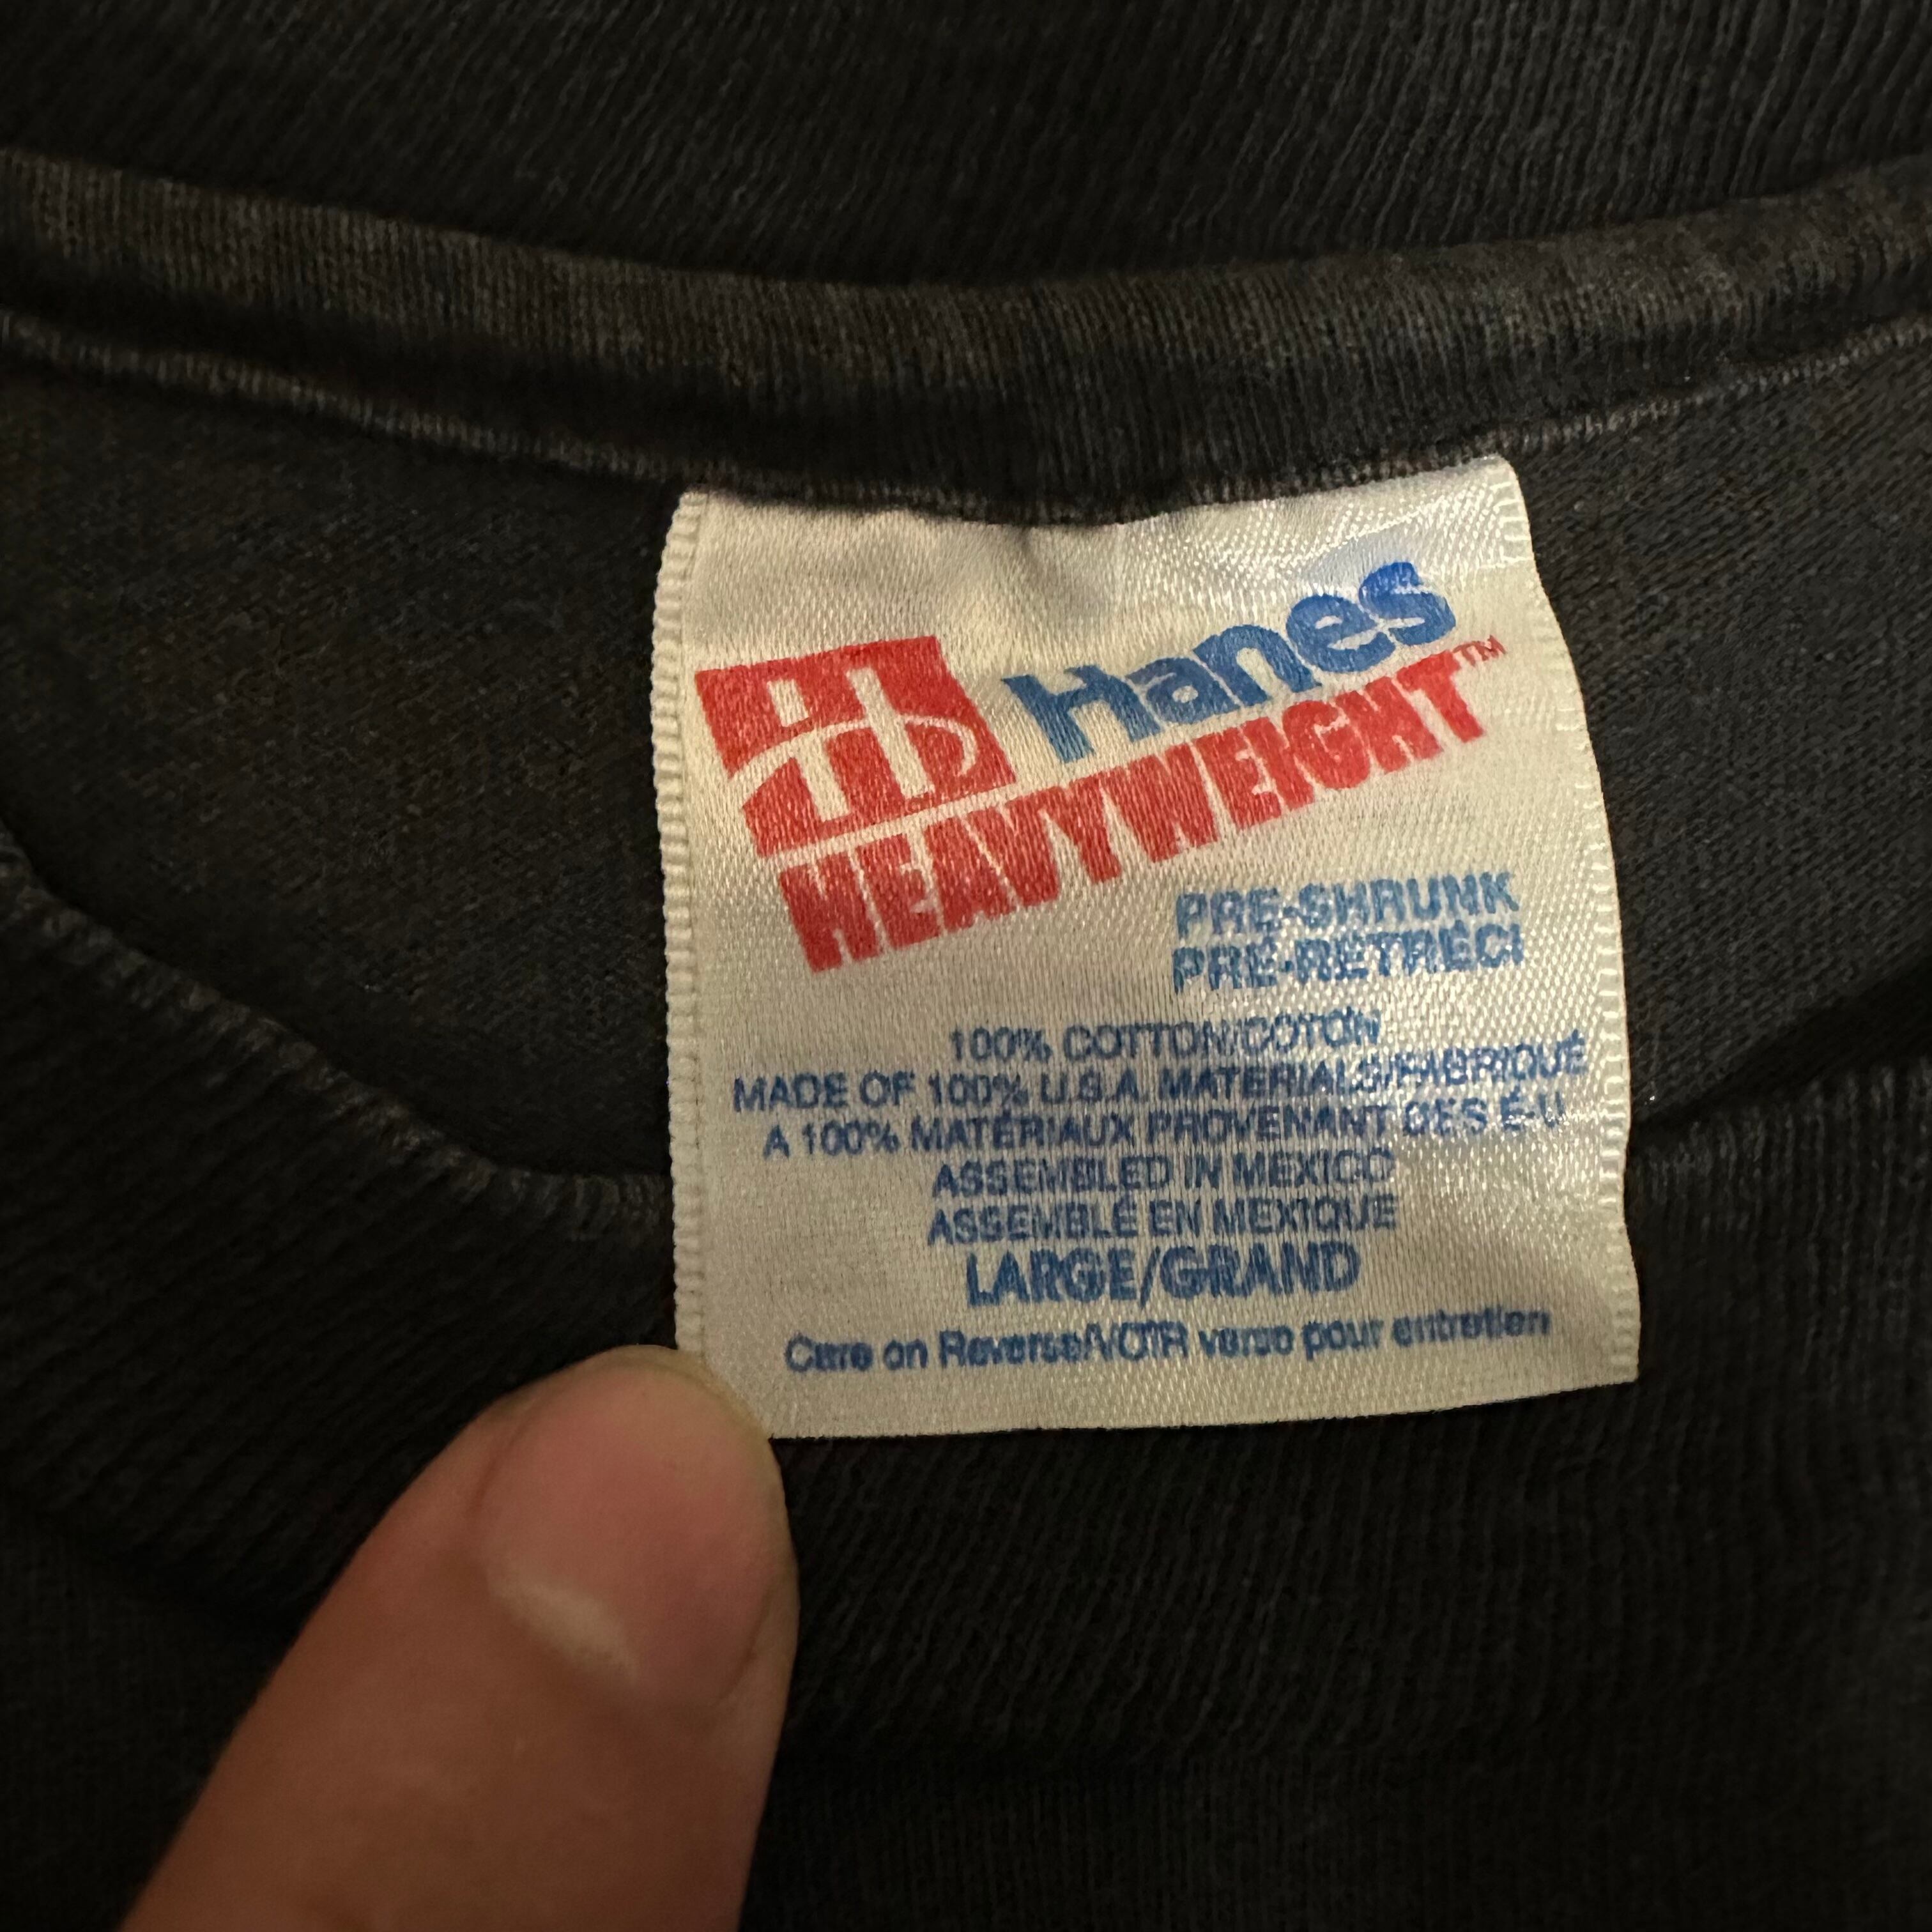 Hanes
HEAVYWEIGHT™
PRE-SHRUNK
PRÉ-RÉTRÉCI
100% COTTON/COTON
MADE OF 100% U.S.A. MATERIALS/FABRIQUÉ
A 100% MATÉRIAUX PROVENANT DES É-U
ASSEMBLED IN MEXICO
ASSEMBLÉ EN MEXIQUE
LARGE/GRAND
Care on Reverse/VOIR verso pour entretien